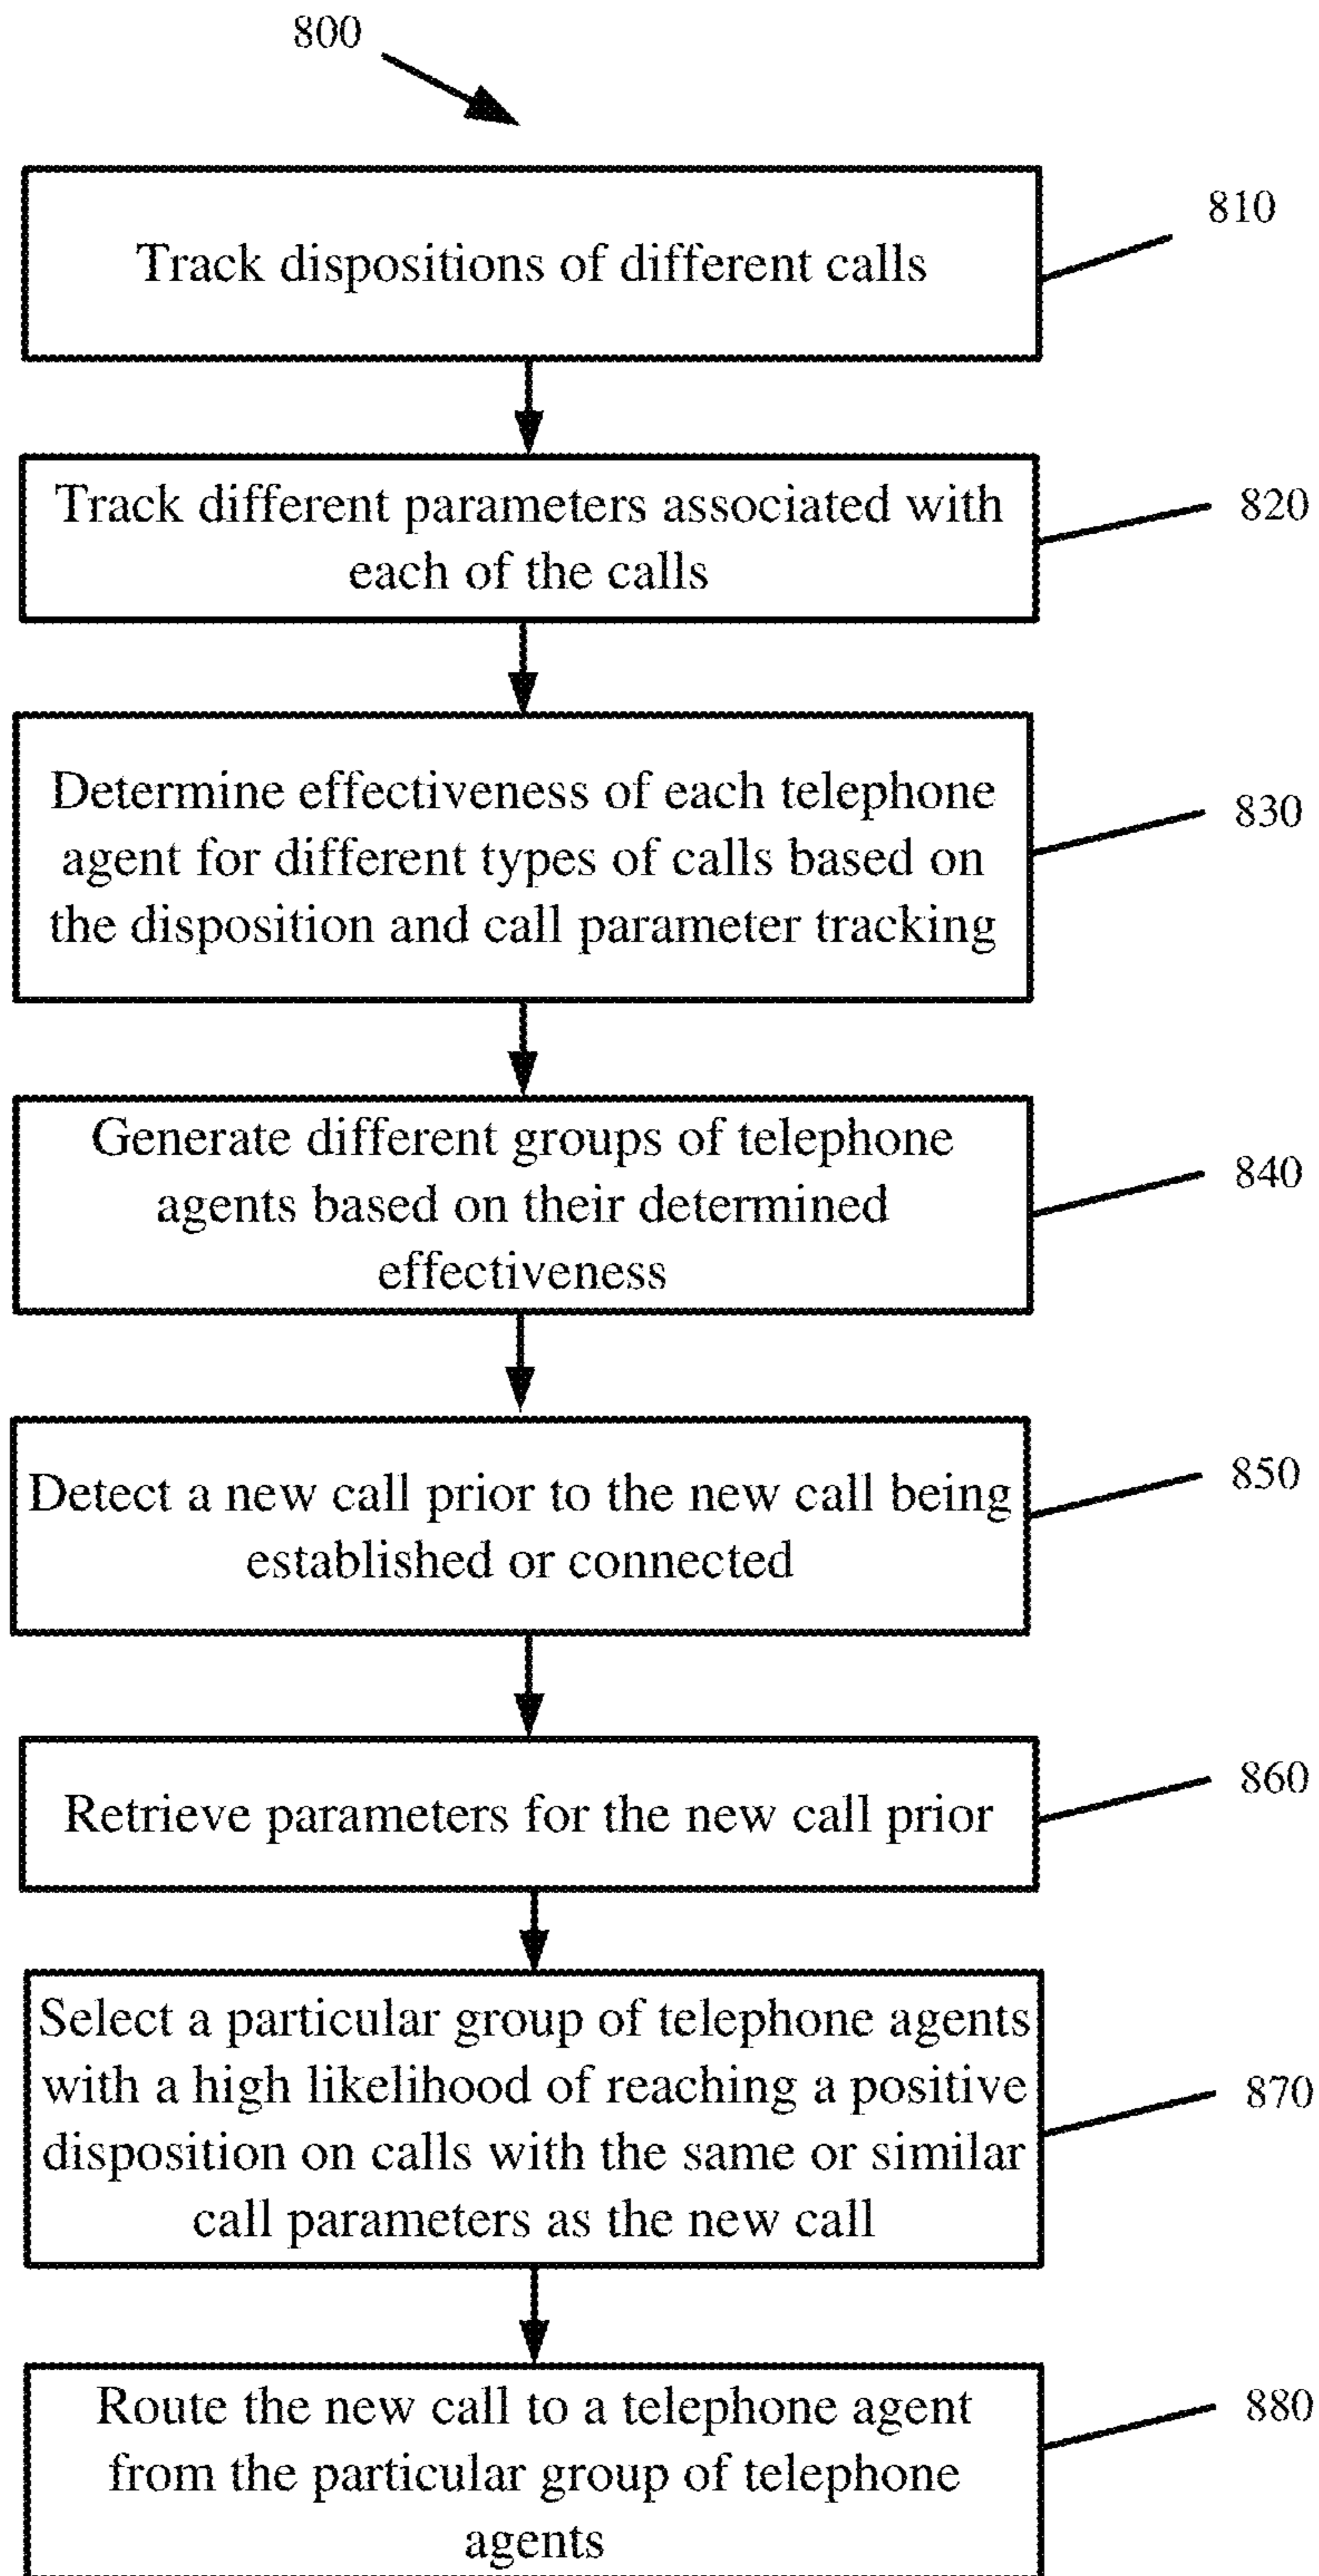 800
Track dispositions of different calls
810
Track different parameters associated with
each of the calls
820
Determine effectiveness of each telephone
agent for different types of calls based on
the disposition and call parameter tracking
830
Generate different groups of telephone
agents based on their determined
effectiveness
840
Detect a new call prior to the new call being
established or connected
850
Retrieve parameters for the new call prior
860
Select a particular group of telephone agents
with a high likelihood of reaching a positive
disposition on calls with the same or similar
call parameters as the new call
870
Route the new call to a telephone agent
from the particular group of telephone
agents
880